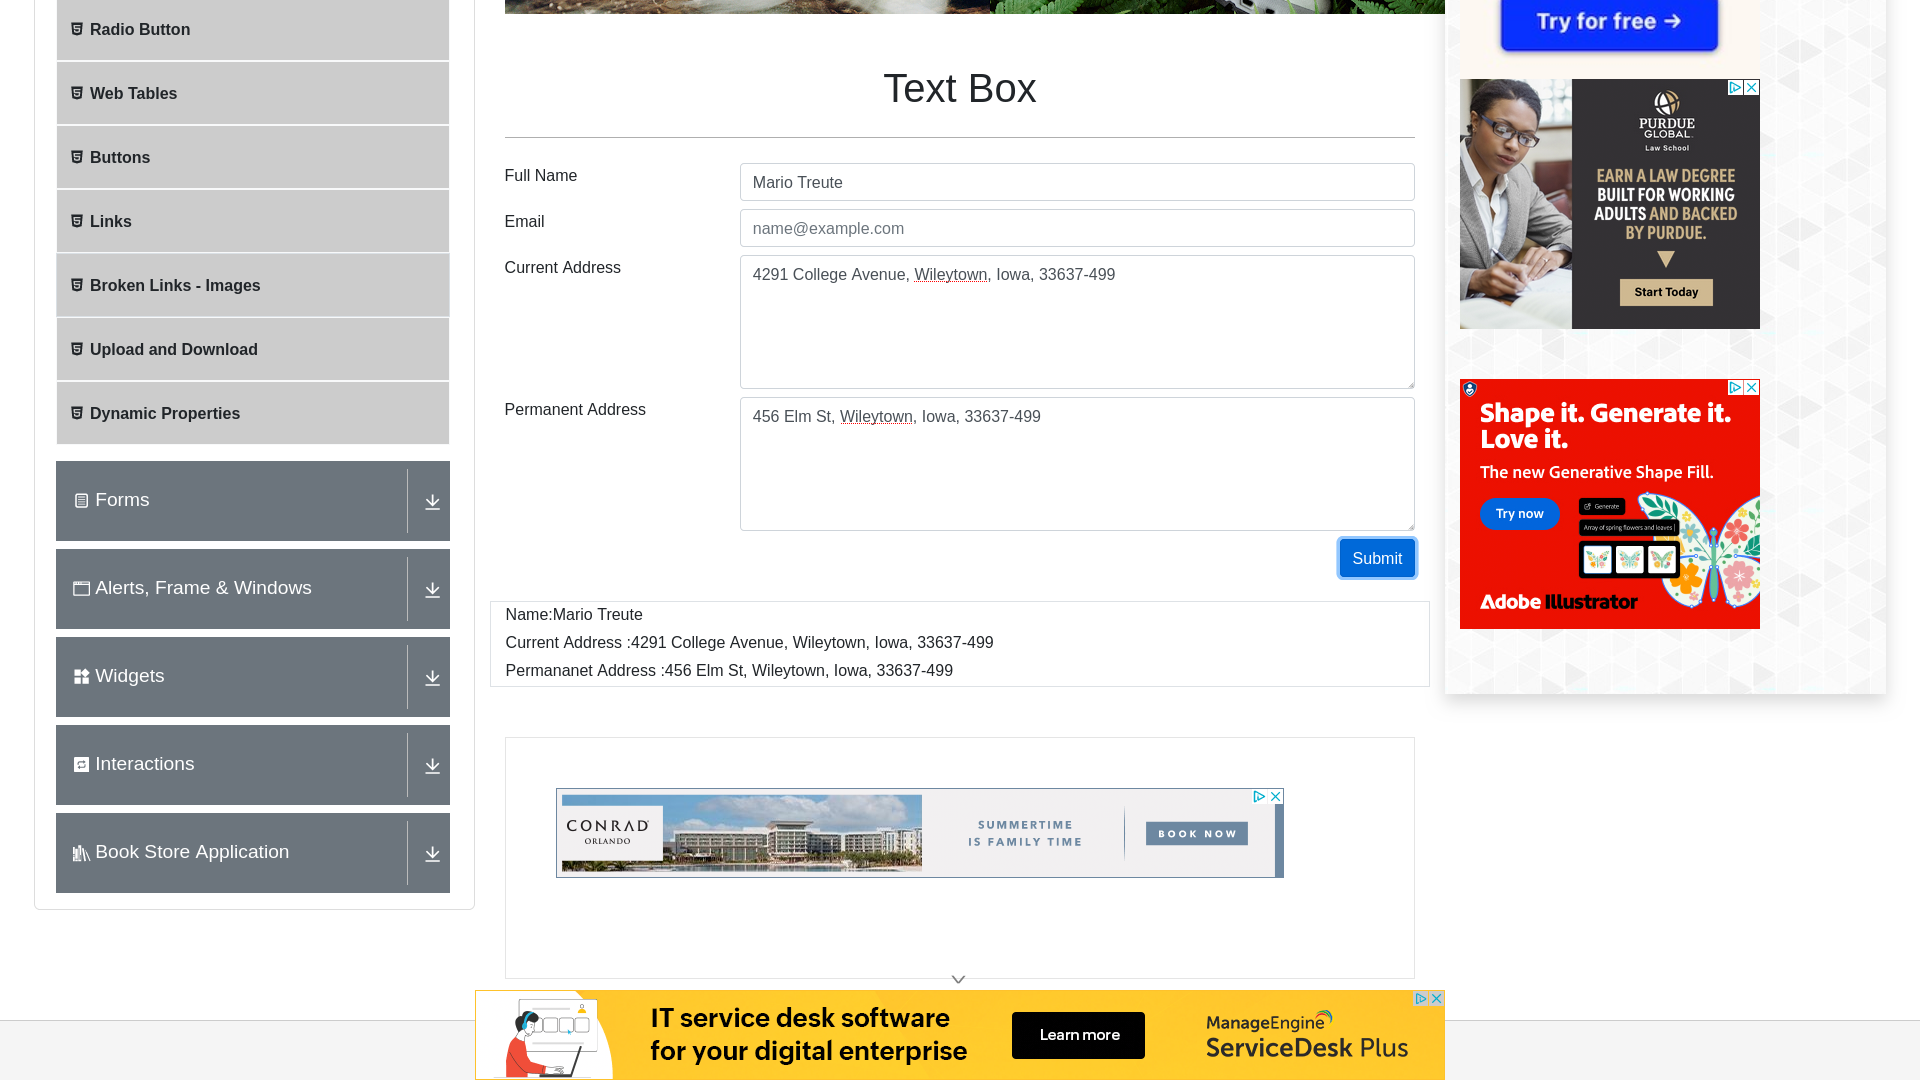 Radio Button
Web Tables
Buttons
Links
Broken Links - Images
Upload and Download
Dynamic Properties
Forms
Alerts, Frame & Windows
Widgets
Interactions
Book Store Application
Text Box
Full Name
Mario Treute
Email
name@example.com
Current Address
4291 College Avenue, Wileytown, Iowa, 33637-499
Permanent Address
456 Elm St, Wileytown, Iowa, 33637-499
Submit
Name:Mario Treute
Current Address :4291 College Avenue, Wileytown, Iowa, 33637-499
Permananet Address :456 Elm St, Wileytown, Iowa, 33637-499
CONRAD
ORLANDO
SUMMERTIME
IS FAMILY TIME
BOOK NOW
IT service desk software
for your digital enterprise
Learn more
ManageEngine
ServiceDesk Plus
Try for free →
PURDUE
GLOBAL
Law School
EARN A LAW DEGREE
BUILT FOR WORKING
ADULTS AND BACKED
BY PURDUE.
Start Today
Shape it. Generate it.
Love it.
The new Generative Shape Fill.
Try now
Generate
Array of spring flowers and leaves
Adobe Illustrator